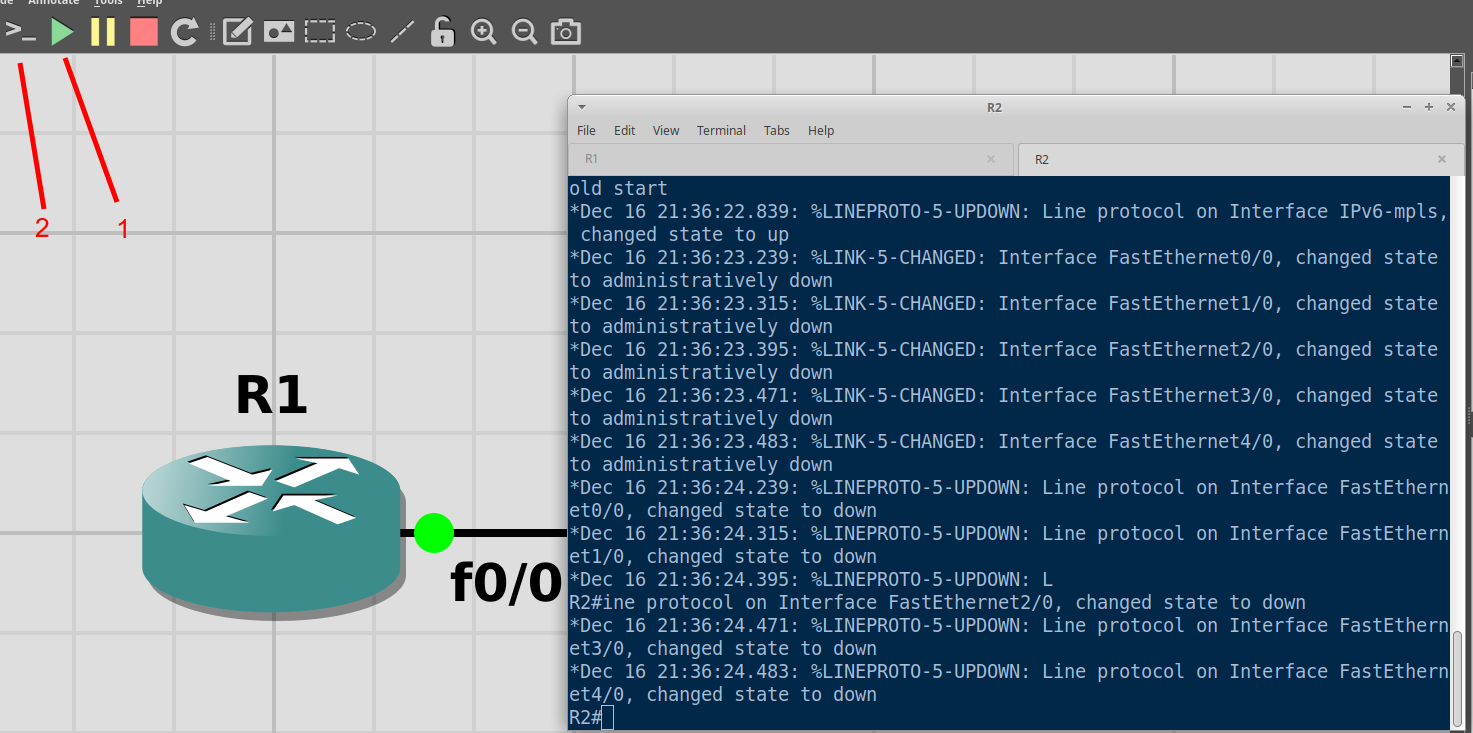 Annotate Tools Help
>_
2
1
R1
f0/0
R2
File Edit View Terminal Tabs Help
R1
R2
old start
*Dec 16 21:36:22.839: %LINEPROTO-5-UPDOWN: Line protocol on Interface IPv6-mpls,
changed state to up
*Dec 16 21:36:23.239: %LINK-5-CHANGED: Interface FastEthernet0/0, changed state
to administratively down
*Dec 16 21:36:23.315: %LINK-5-CHANGED: Interface FastEthernet1/0, changed state
to administratively down
*Dec 16 21:36:23.395: %LINK-5-CHANGED: Interface FastEthernet2/0, changed state
to administratively down
*Dec 16 21:36:23.471: %LINK-5-CHANGED: Interface FastEthernet3/0, changed state
to administratively down
*Dec 16 21:36:23.483: %LINK-5-CHANGED: Interface FastEthernet4/0, changed state
to administratively down
*Dec 16 21:36:24.239: %LINEPROTO-5-UPDOWN: Line protocol on Interface FastEthern
et0/0, changed state to down
*Dec 16 21:36:24.315: %LINEPROTO-5-UPDOWN: Line protocol on Interface FastEthern
et1/0, changed state to down
*Dec 16 21:36:24.395: %LINEPROTO-5-UPDOWN: L
R2#ine protocol on Interface FastEthernet2/0, changed state to down
*Dec 16 21:36:24.471: %LINEPROTO-5-UPDOWN: Line protocol on Interface FastEthern
et3/0, changed state to down
*Dec 16 21:36:24.483: %LINEPROTO-5-UPDOWN: Line protocol on Interface FastEthern
et4/0, changed state to down
R2#